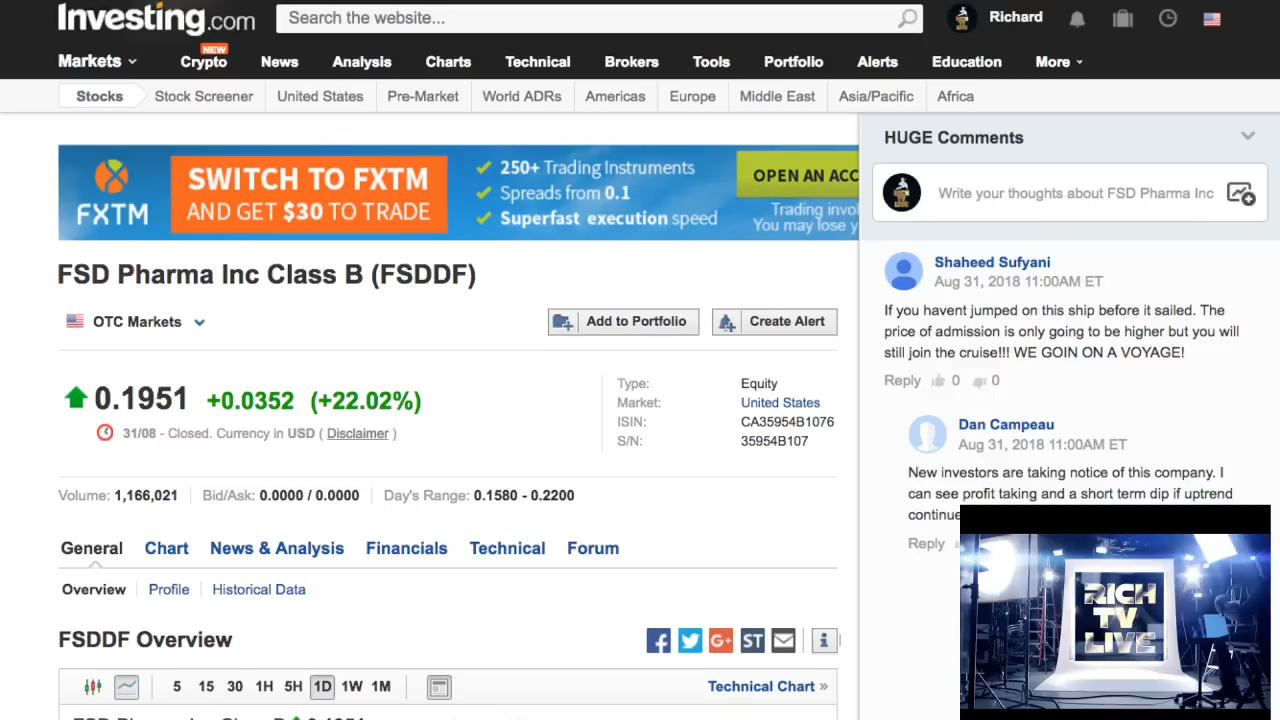 Investing.com
Search the website...
Richard
Markets
NEW
Crypto
News
Analysis
Charts
Technical
Brokers
Tools
Portfolio
Alerts
Education
More
Stocks
Stock Screener
United States
Pre-Market
World ADRs
Americas
Europe
Middle East
Asia/Pacific
Africa
FXTM
SWITCH TO FXTM
AND GET $30 TO TRADE
250+ Trading Instruments
Spreads from 0.1
Superfast execution speed
OPEN AN ACC
Trading invol
You may lose y
FSD Pharma Inc Class B (FSDDF)
OTC Markets
Add to Portfolio
Create Alert
0.1951 +0.0352 (+22.02%)
31/08 - Closed. Currency in USD ( Disclaimer )
Type: Equity
Market: United States
ISIN: CA35954B1076
S/N: 35954B107
Volume: 1,166,021
Bid/Ask: 0.0000 / 0.0000
Day's Range: 0.1580 - 0.2200
General
Chart
News & Analysis
Financials
Technical
Forum
Overview
Profile
Historical Data
FSDDF Overview
ST
5 15 30 1H 5H 1D 1W 1M
Technical Chart »
HUGE Comments
Write your thoughts about FSD Pharma Inc
Shaheed Sufyani
Aug 31, 2018 11:00AM ET
If you havent jumped on this ship before it sailed. The
price of admission is only going to be higher but you will
still join the cruise!!! WE GOIN ON A VOYAGE!
Reply 0 0
Dan Campeau
Aug 31, 2018 11:00AM ET
New investors are taking notice of this company. I
can see profit taking and a short term dip if uptrend
continue
Reply
RICH
TV
LIVE